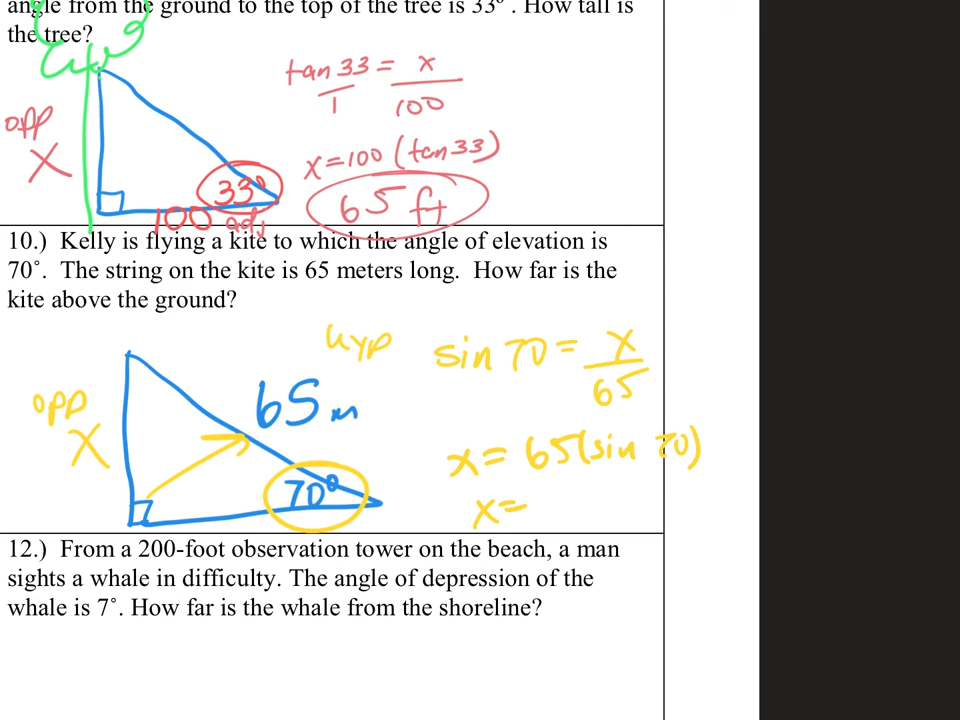 angle from the ground to the top of the tree is 33°. How tall is
the tree?
opp
X
33°
100
adj
tan 33 = x
1 100
x=100 (tan 33)
65 ft
10.) Kelly is flying a kite to which the angle of elevation is
70˚. The string on the kite is 65 meters long. How far is the
kite above the ground?
opp
X
hyp
65 m
70°
sin 70 = x
65
x = 65(sin 70)
x =
12.) From a 200-foot observation tower on the beach, a man
sights a whale in difficulty. The angle of depression of the
whale is 7˚. How far is the whale from the shoreline?